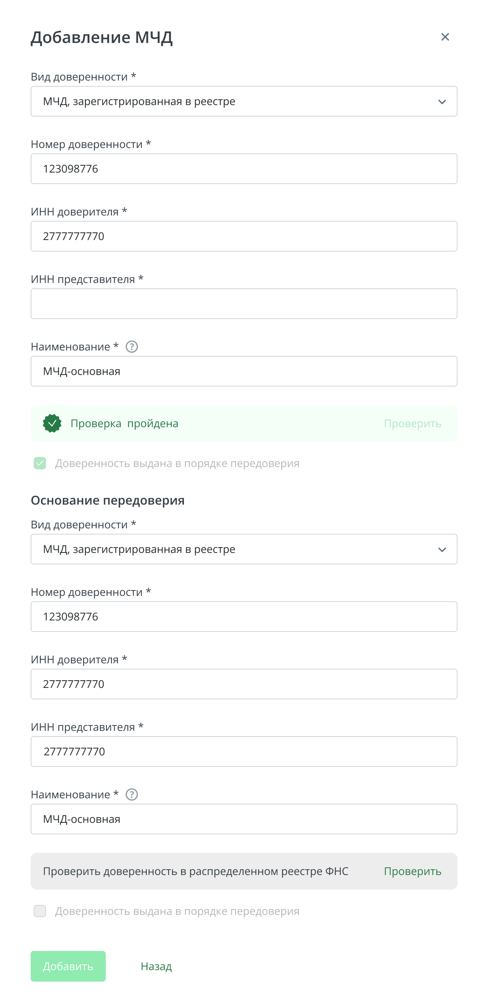 Добавление МЧД
Вид доверенности *
МЧД, зарегистрированная в реестре
Номер доверенности *
123098776
ИНН доверителя *
2777777770
ИНН представителя *
Наименование * ?
МЧД-основная
Проверка пройдена Проверить
Доверенность выдана в порядке передоверия
Основание передоверия
Вид доверенности *
МЧД, зарегистрированная в реестре
Номер доверенности *
123098776
ИНН доверителя *
2777777770
ИНН представителя *
2777777770
Наименование * ?
МЧД-основная
Проверить доверенность в распределенном реестре ФНС Проверить
Доверенность выдана в порядке передоверия
Добавить Назад